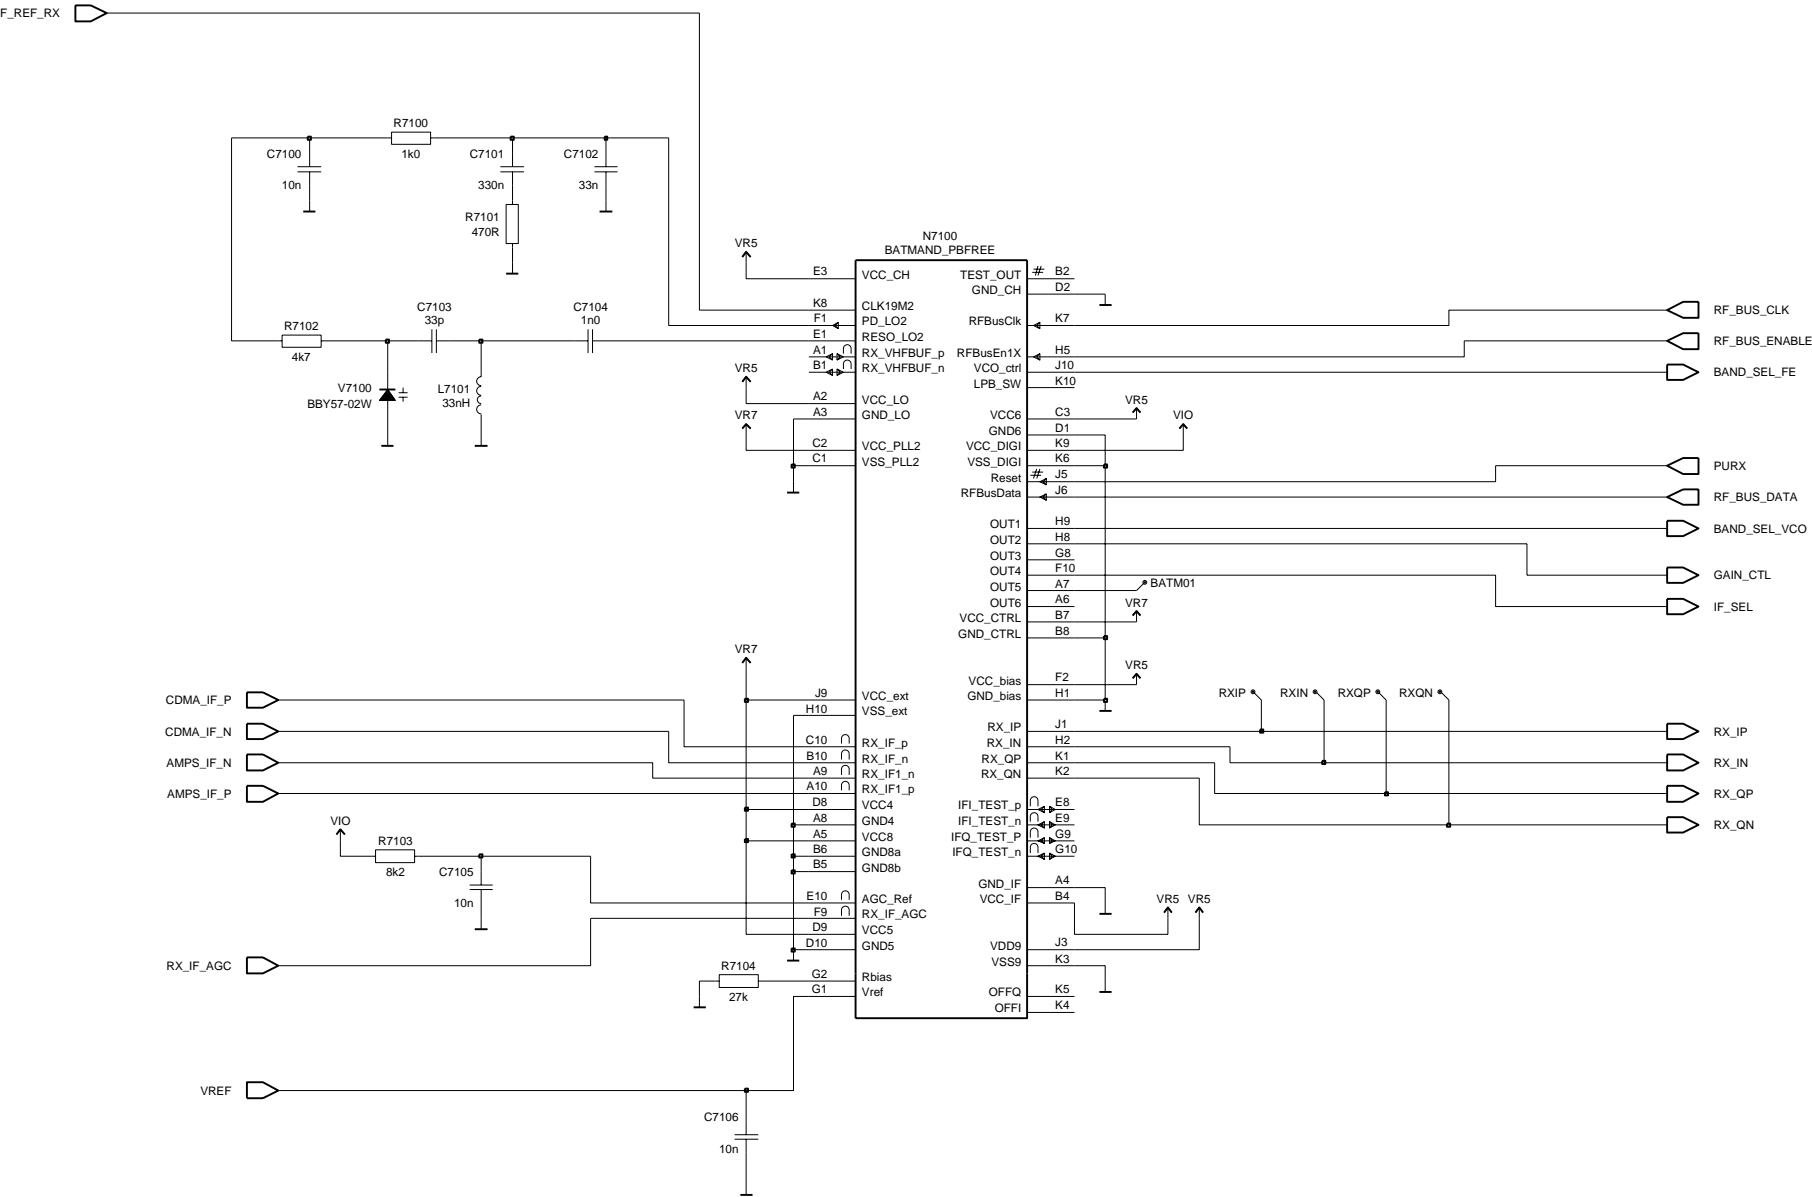 F_REF_RX
R7100
1k0
C7100
10n
C7101
330n
C7102
33n
R7101
470R
R7102
4k7
C7103
33p
C7104
1n0
V7100
BBY57-02W
L7101
33nH
N7100
BATMAND_PBFREE
VR5
E3 VCC_CH
K8 CLK19M2
F1 PD_LO2
E1 RESO_LO2
A1 RX_VHFBUF_p
B1 RX_VHFBUF_n
VR5
A2 VCC_LO
A3 GND_LO
VR7
C2 VCC_PLL2
C1 VSS_PLL2
VR7
J9 VCC_ext
H10 VSS_ext
C10 RX_IF_p
B10 RX_IF_n
A9 RX_IF1_n
A10 RX_IF1_p
D8 VCC4
A8 GND4
A5 VCC8
B6 GND8a
B5 GND8b
E10 AGC_Ref
F9 RX_IF_AGC
D9 VCC5
D10 GND5
G2 Rbias
G1 Vref
CDMA_IF_P
CDMA_IF_N
AMPS_IF_N
AMPS_IF_P
VIO
R7103
8k2
C7105
10n
RX_IF_AGC
R7104
27k
VREF
C7106
10n
TEST_OUT # B2
GND_CH D2
RFBusClk K7
RFBusEn1X H5
VCO_ctrl J10
LPB_SW K10
VCC6 C3 VR5
GND6 D1
VCC_DIGI K9 VIO
VSS_DIGI K6
Reset # J5
RFBusData J6
OUT1 H9
OUT2 H8
OUT3 G8
OUT4 F10
OUT5 A7 BATM01
OUT6 A6
VCC_CTRL B7 VR7
GND_CTRL B8
VCC_bias F2 VR5
GND_bias H1
RX_IP J1
RX_IN H2
RX_QP K1
RX_QN K2
IFI_TEST_p E8
IFI_TEST_n E9
IFQ_TEST_P G9
IFQ_TEST_n G10
GND_IF A4
VCC_IF B4
VR5 VR5
VDD9 J3
VSS9 K3
OFFQ K5
OFFI K4
RXIP RXIN RXQP RXQN
RF_BUS_CLK
RF_BUS_ENABLE
BAND_SEL_FE
PURX
RF_BUS_DATA
BAND_SEL_VCO
GAIN_CTL
IF_SEL
RX_IP
RX_IN
RX_QP
RX_QN